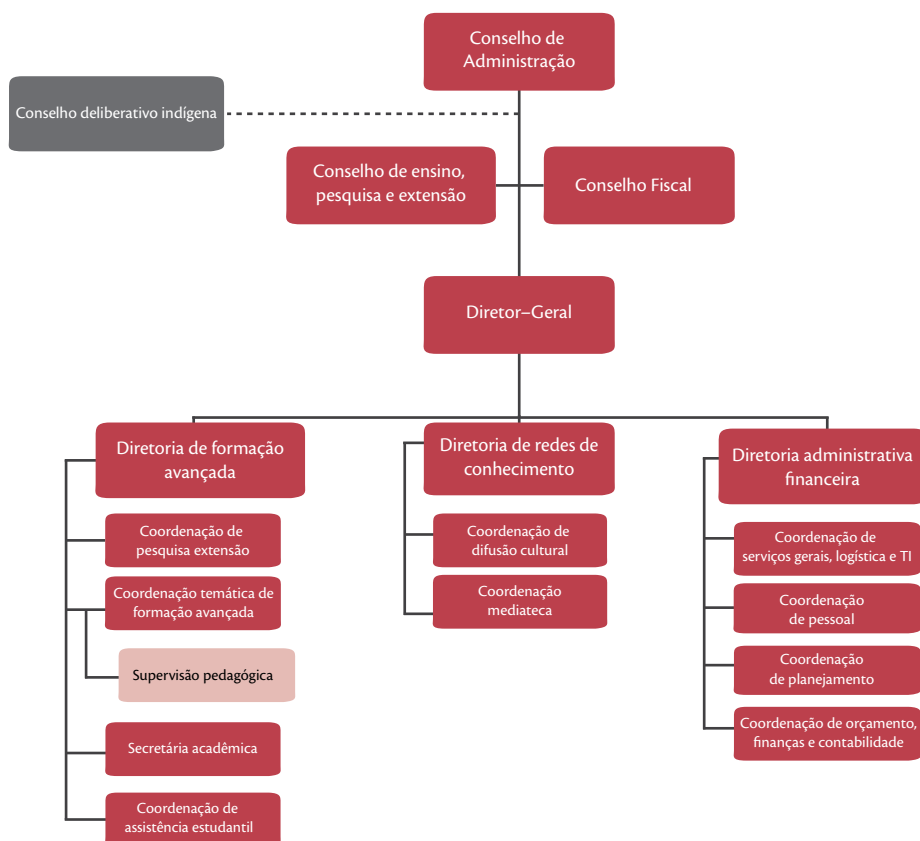 Conselho de
Administração
Conselho deliberativo indígena
Conselho de ensino,
pesquisa e extensão
Conselho Fiscal
Diretor–Geral
Diretoria de formação
avançada
Coordenação de
pesquisa extensão
Coordenação temática de
formação avançada
Supervisão pedagógica
Secretária acadêmica
Coordenação de
assistência estudantil
Diretoria de redes de
conhecimento
Coordenação de
difusão cultural
Coordenação
mediateca
Diretoria administrativa
financeira
Coordenação de
serviços gerais, logística e TI
Coordenação
de pessoal
Coordenação
de planejamento
Coordenação de orçamento,
finanças e contabilidade